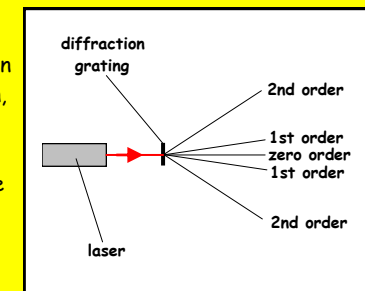 diffraction
grating
2nd order
1st order
zero order
1st order
2nd order
laser